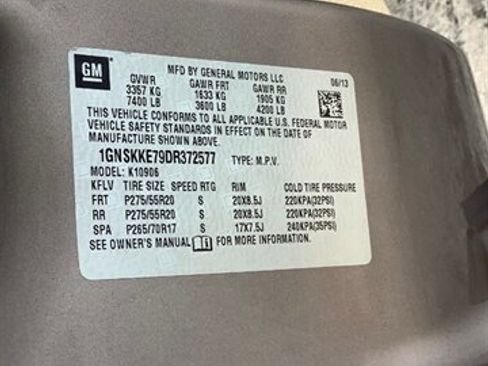 GM
MFD BY GENERAL MOTORS LLC 06/13
GVWR GAWR FRT GAWR RR
3357 KG 1633 KG 1905 KG
7400 LB 3600 LB 4200 LB
THIS VEHICLE CONFORMS TO ALL APPLICABLE U.S. FEDERAL MOTOR
VEHICLE SAFETY STANDARDS IN EFFECT ON THE DATE OF
MANUFACTURE SHOWN ABOVE.
1GNSKKE79DR372577 TYPE: M.P.V.
MODEL: K10906
KFLV TIRE SIZE SPEED RTG RIM COLD TIRE PRESSURE
FRT P275/55R20 S 20X8.5J 220KPA(32PSI)
RR P275/55R20 S 20X8.5J 220KPA(32PSI)
SPA P265/70R17 S 17X7.5J 240KPA(35PSI)
SEE OWNER'S MANUAL FOR MORE INFORMATION.